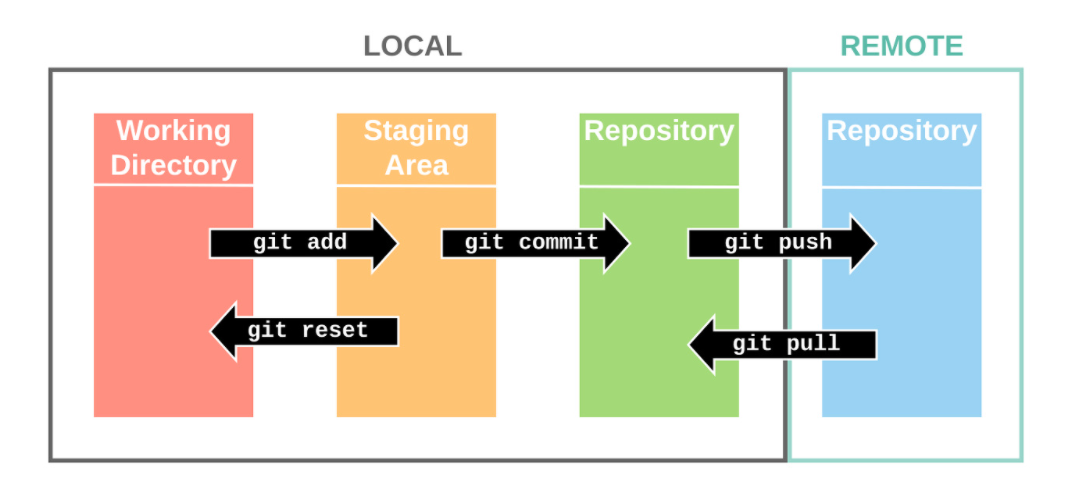 LOCAL
REMOTE
Working
Directory
Staging
Area
Repository
Repository
git add
git commit
git push
git reset
git pull